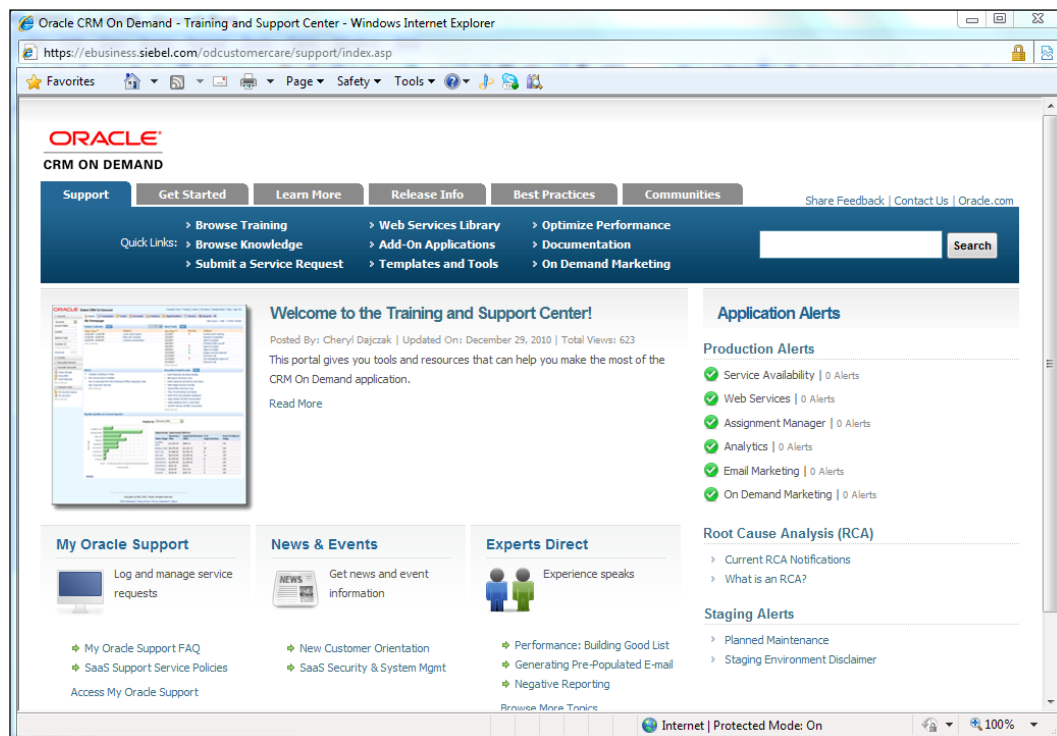 Oracle CRM On Demand - Training and Support Center - Windows Internet Explorer
https://ebusiness.siebel.com/odcustomercare/support/index.asp
Favorites Page Safety Tools
ORACLE
CRM ON DEMAND
Support Get Started Learn More Release Info Best Practices Communities
Share Feedback | Contact Us | Oracle.com
Quick Links:
› Browse Training › Web Services Library › Optimize Performance
› Browse Knowledge › Add-On Applications › Documentation
› Submit a Service Request › Templates and Tools › On Demand Marketing
Search
Welcome to the Training and Support Center!
Posted By: Cheryl Dajczak | Updated On: December 29, 2010 | Total Views: 623
This portal gives you tools and resources that can help you make the most of the
CRM On Demand application.
Read More
Application Alerts
Production Alerts
Service Availability | 0 Alerts
Web Services | 0 Alerts
Assignment Manager | 0 Alerts
Analytics | 0 Alerts
Email Marketing | 0 Alerts
On Demand Marketing | 0 Alerts
Root Cause Analysis (RCA)
› Current RCA Notifications
› What is an RCA?
Staging Alerts
› Planned Maintenance
› Staging Environment Disclaimer
My Oracle Support
Log and manage service
requests
My Oracle Support FAQ
SaaS Support Service Policies
Access My Oracle Support
News & Events
NEWS
Get news and event
information
New Customer Orientation
SaaS Security & System Mgmt
Experts Direct
Experience speaks
Performance: Building Good List
Generating Pre-Populated E-mail
Negative Reporting
Browse More Topics
Internet | Protected Mode: On
100%